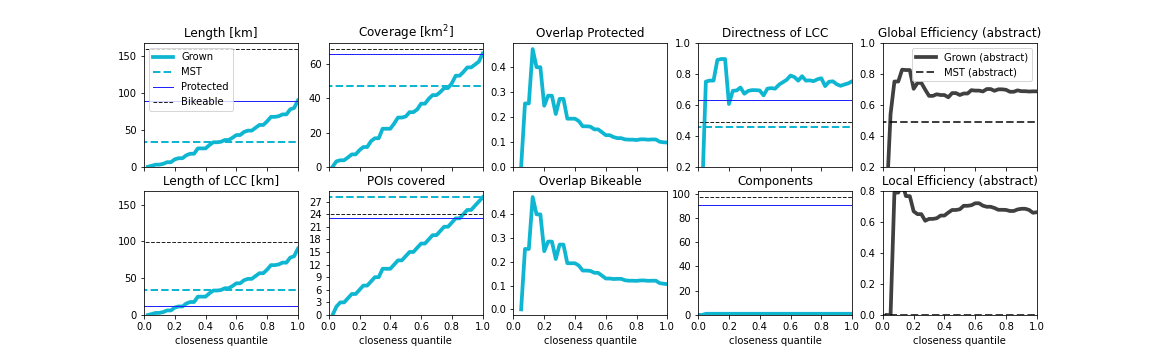 Length [km]
Coverage [km²]
Overlap Protected
Directness of LCC
Global Efficiency (abstract)
150
100
50
0
Grown
MST
Protected
Bikeable
60
40
20
0
0.4
0.3
0.2
0.1
0.0
1.0
0.8
0.6
0.4
0.2
1.0
0.8
0.6
0.4
0.2
Grown (abstract)
MST (abstract)
Length of LCC [km]
POIs covered
Overlap Bikeable
Components
Local Efficiency (abstract)
150
100
50
0
27
24
21
18
15
12
9
6
3
0
0.4
0.3
0.2
0.1
0.0
100
80
60
40
20
0
0.8
0.6
0.4
0.2
0.0
0.0 0.2 0.4 0.6 0.8 1.0
0.0 0.2 0.4 0.6 0.8 1.0
0.0 0.2 0.4 0.6 0.8 1.0
0.0 0.2 0.4 0.6 0.8 1.0
0.0 0.2 0.4 0.6 0.8 1.0
closeness quantile
closeness quantile
closeness quantile
closeness quantile
closeness quantile